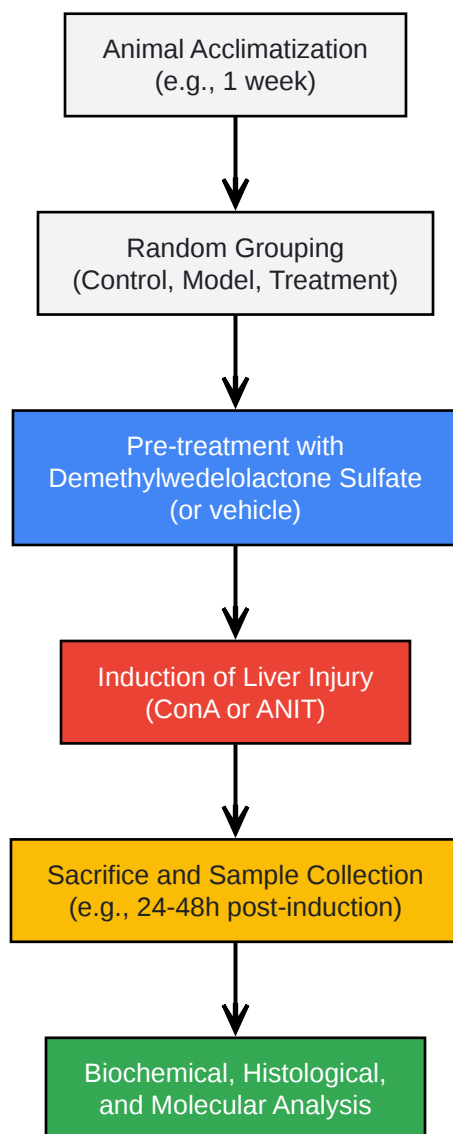 Animal Acclimatization
(e.g., 1 week)
Random Grouping
(Control, Model, Treatment)
Pre-treatment with
Demethylwedelolactone Sulfate
(or vehicle)
Induction of Liver Injury
(ConA or ANIT)
Sacrifice and Sample Collection
(e.g., 24-48h post-induction)
Biochemical, Histological,
and Molecular Analysis